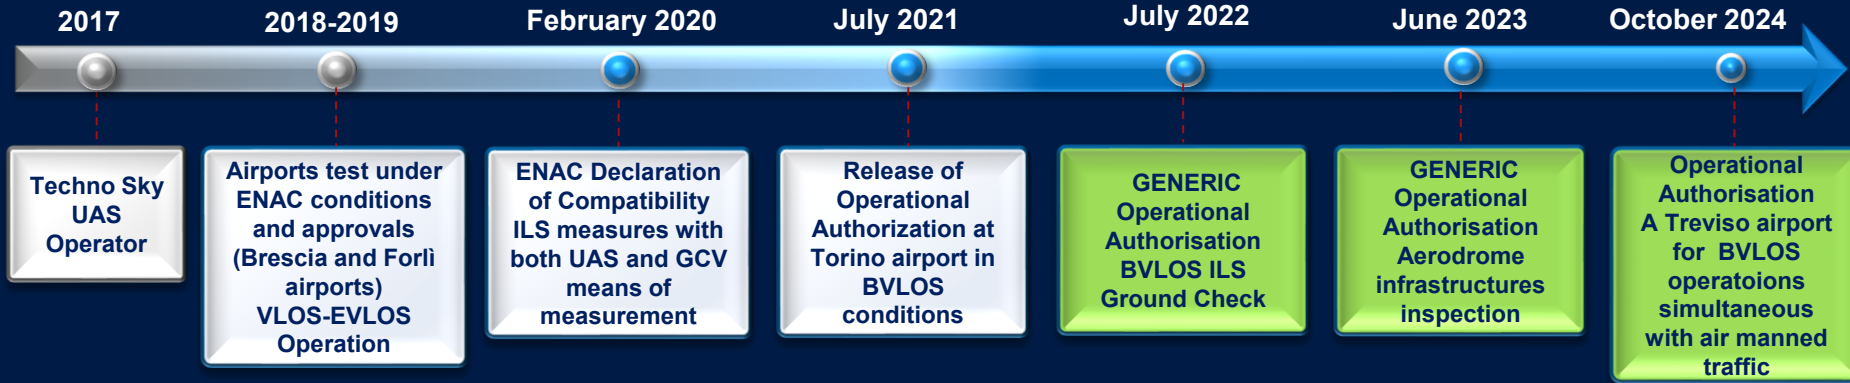 2017
2018-2019
February 2020
July 2021
July 2022
June 2023
October 2024
Techno Sky
UAS
Operator
Airports test under
ENAC conditions
and approvals
(Brescia and Forlì
airports)
VLOS-EVLOS
Operation
ENAC Declaration
of Compatibility
ILS measures with
both UAS and GCV
means of
measurement
Release of
Operational
Authorization at
Torino airport in
BVLOS
conditions
GENERIC
Operational
Authorisation
BVLOS ILS
Ground Check
GENERIC
Operational
Authorisation
Aerodrome
infrastructures
inspection
Operational
Authorisation
A Treviso airport
for BVLOS
operatoions
simultaneous
with air manned
traffic